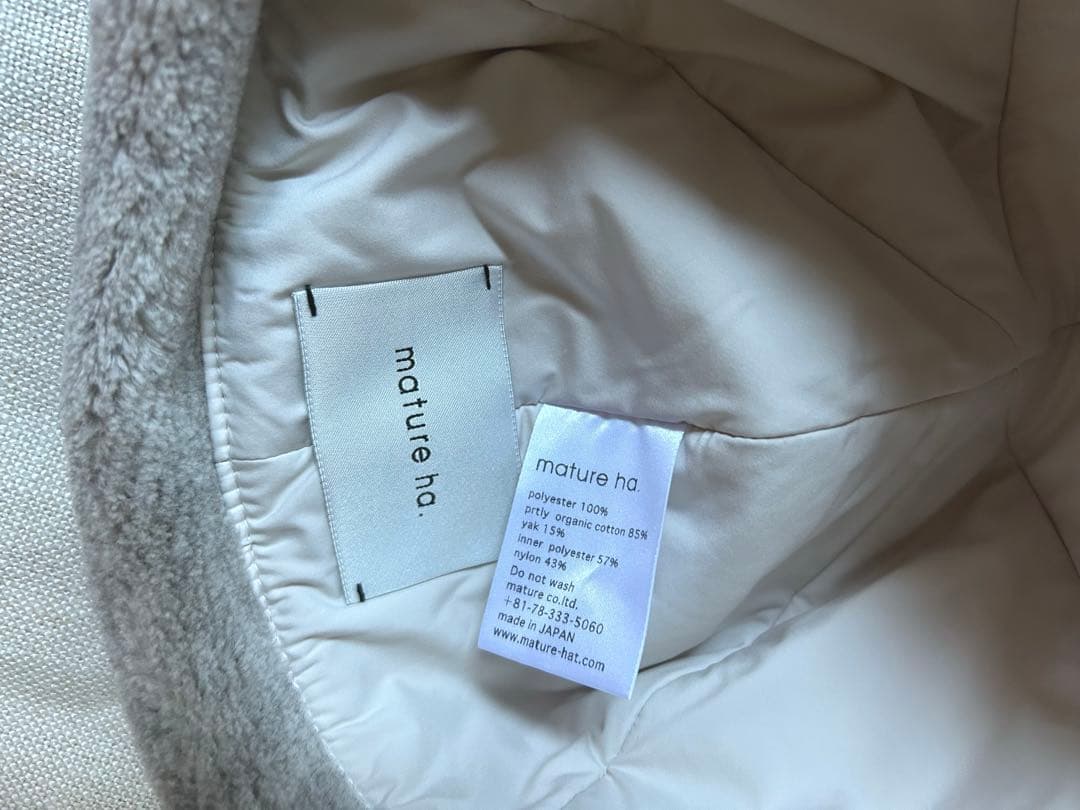 mature ha.
mature ha.
polyester 100%
prtly organic cotton 85%
yak 15%
inner polyester 57%
nylon 43%
Do not wash
mature co.ltd.
+81-78-333-5060
made in JAPAN
www.mature-hat.com